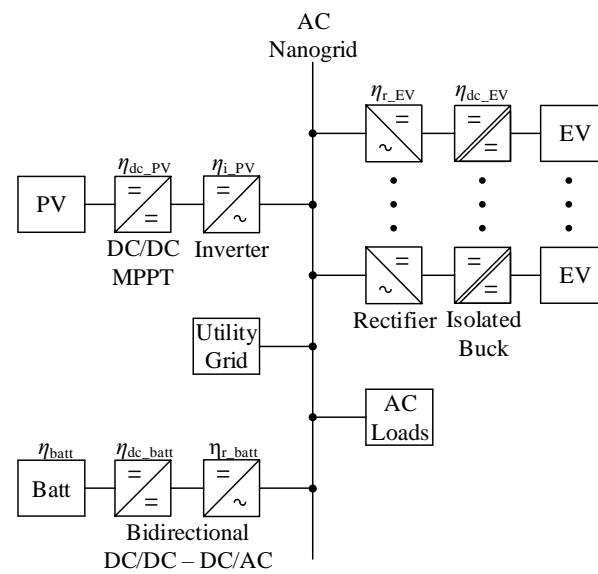 AC
Nanogrid
η_r_EV
η_dc_EV
EV
η_dc_PV
η_i_PV
PV
DC/DC
MPPT
Inverter
EV
Rectifier
Isolated
Buck
Utility
Grid
AC
Loads
η_batt
η_dc_batt
η_r_batt
Batt
Bidirectional
DC/DC – DC/AC